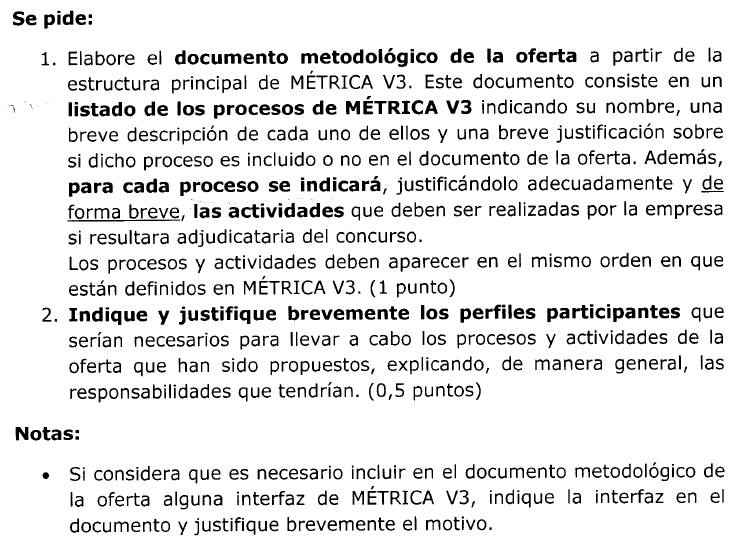 Se pide:
1. Elabore el documento metodológico de la oferta a partir de la
estructura principal de MÉTRICA V3. Este documento consiste en un
listado de los procesos de MÉTRICA V3 indicando su nombre, una
breve descripción de cada uno de ellos y una breve justificación sobre
si dicho proceso es incluido o no en el documento de la oferta. Además,
para cada proceso se indicará, justificándolo adecuadamente y de
forma breve, las actividades que deben ser realizadas por la empresa
si resultara adjudicataria del concurso.
Los procesos y actividades deben aparecer en el mismo orden en que
están definidos en MÉTRICA V3. (1 punto)
2. Indique y justifique brevemente los perfiles participantes que
serían necesarios para llevar a cabo los procesos y actividades de la
oferta que han sido propuestos, explicando, de manera general, las
responsabilidades que tendrían. (0,5 puntos)
Notas:
• Si considera que es necesario incluir en el documento metodológico de
la oferta alguna interfaz de MÉTRICA V3, indique la interfaz en el
documento y justifique brevemente el motivo.